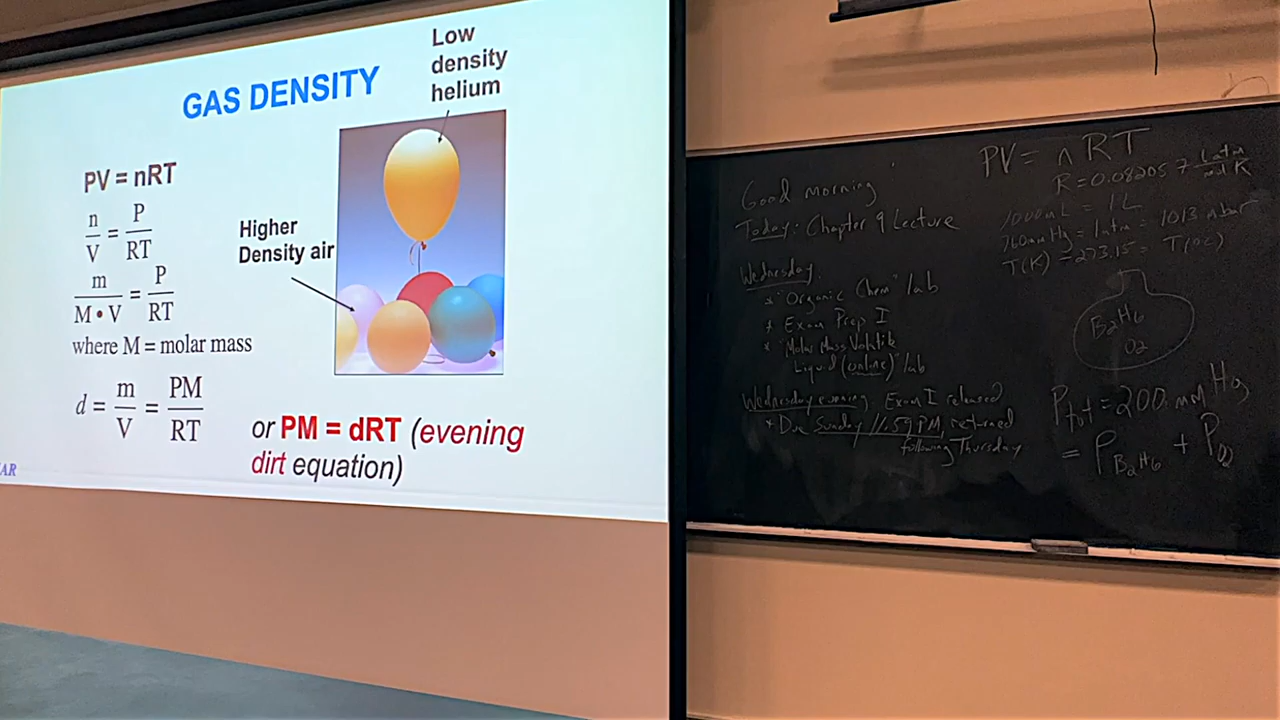 GAS DENSITY
Low
density
helium
PV = nRT
n/V = P/RT
m/M • V = P/RT
where M = molar mass
d = m/V = PM/RT
Higher
Density air
or PM = dRT (evening
dirt equation)
AR
Good morning
Today: Chapter 9 Lecture
Wednesday:
* "Organic Chem" lab
* Exam Prep I
* "Molar Mass Volatile
Liquid (online)" lab
Wednesday evening: Exam I released
* Due Sunday 11:59 PM, returned
following Thursday
PV = nRT
R = 0.082057 L atm/mol K
1000 mL = 1L
760 mm Hg = 1 atm = 1013 mbar
T(K) - 273.15 = T(°C)
B2H6
O2
Ptot = 200. mm Hg
= PB2H6 + PO2